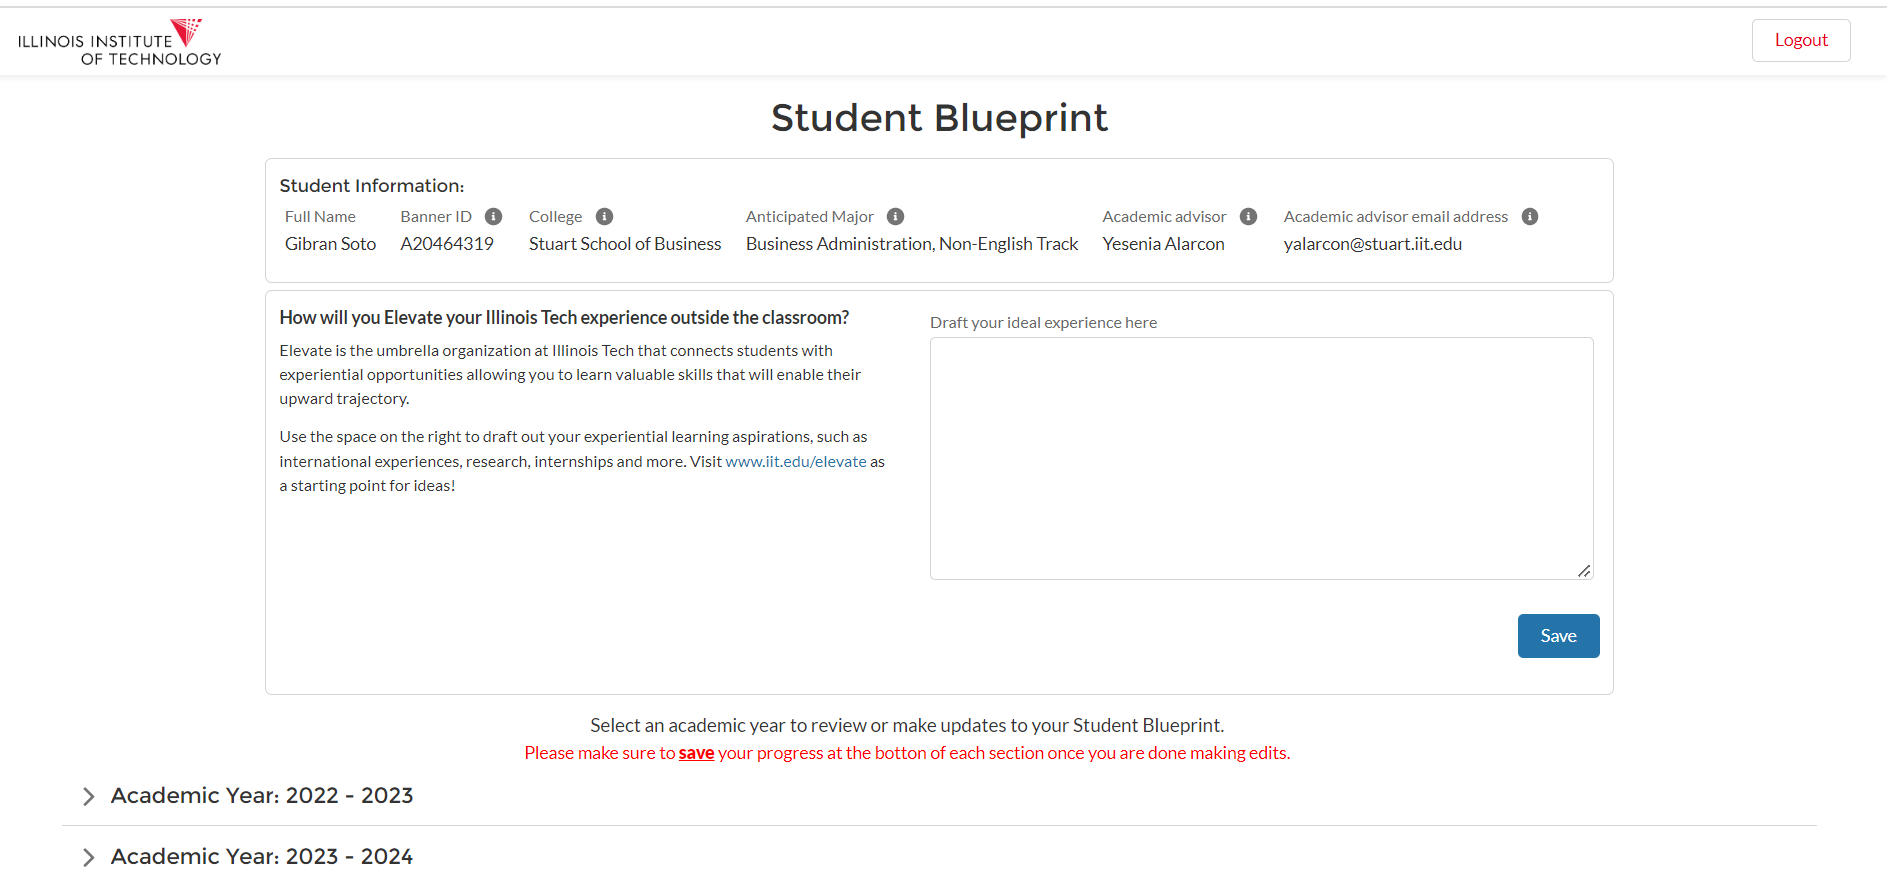 ILLINOIS INSTITUTE
OF TECHNOLOGY
Logout
Student Blueprint
Student Information:
Full Name Banner ID College Anticipated Major Academic advisor Academic advisor email address
Gibran Soto A20464319 Stuart School of Business Business Administration, Non-English Track Yesenia Alarcon yalarcon@stuart.iit.edu
How will you Elevate your Illinois Tech experience outside the classroom?
Elevate is the umbrella organization at Illinois Tech that connects students with
experiential opportunities allowing you to learn valuable skills that will enable their
upward trajectory.
Use the space on the right to draft out your experiential learning aspirations, such as
international experiences, research, internships and more. Visit www.iit.edu/elevate as
a starting point for ideas!
Draft your ideal experience here
Save
Select an academic year to review or make updates to your Student Blueprint.
Please make sure to save your progress at the botton of each section once you are done making edits.
Academic Year: 2022 - 2023
Academic Year: 2023 - 2024